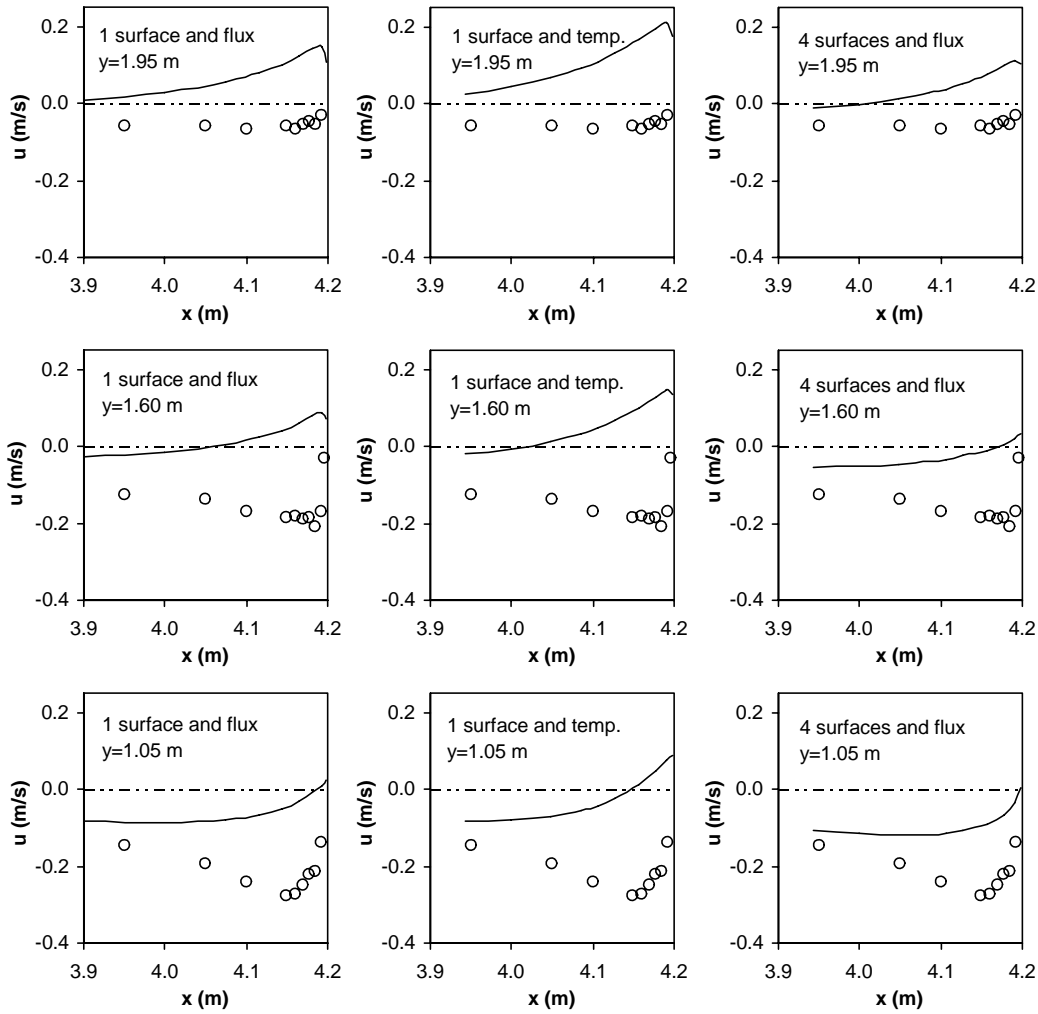 0.2
0.0
-0.2
-0.4
u (m/s)
1 surface and flux
y=1.95 m
3.9 4.0 4.1 4.2
x (m)
0.2
0.0
-0.2
-0.4
u (m/s)
1 surface and temp.
y=1.95 m
3.9 4.0 4.1 4.2
x (m)
0.2
0.0
-0.2
-0.4
u (m/s)
4 surfaces and flux
y=1.95 m
3.9 4.0 4.1 4.2
x (m)
0.2
0.0
-0.2
-0.4
u (m/s)
1 surface and flux
y=1.60 m
3.9 4.0 4.1 4.2
x (m)
0.2
0.0
-0.2
-0.4
u (m/s)
1 surface and temp.
y=1.60 m
3.9 4.0 4.1 4.2
x (m)
0.2
0.0
-0.2
-0.4
u (m/s)
4 surfaces and flux
y=1.60 m
3.9 4.0 4.1 4.2
x (m)
0.2
0.0
-0.2
-0.4
u (m/s)
1 surface and flux
y=1.05 m
3.9 4.0 4.1 4.2
x (m)
0.2
0.0
-0.2
-0.4
u (m/s)
1 surface and temp.
y=1.05 m
3.9 4.0 4.1 4.2
x (m)
0.2
0.0
-0.2
-0.4
u (m/s)
4 surfaces and flux
y=1.05 m
3.9 4.0 4.1 4.2
x (m)